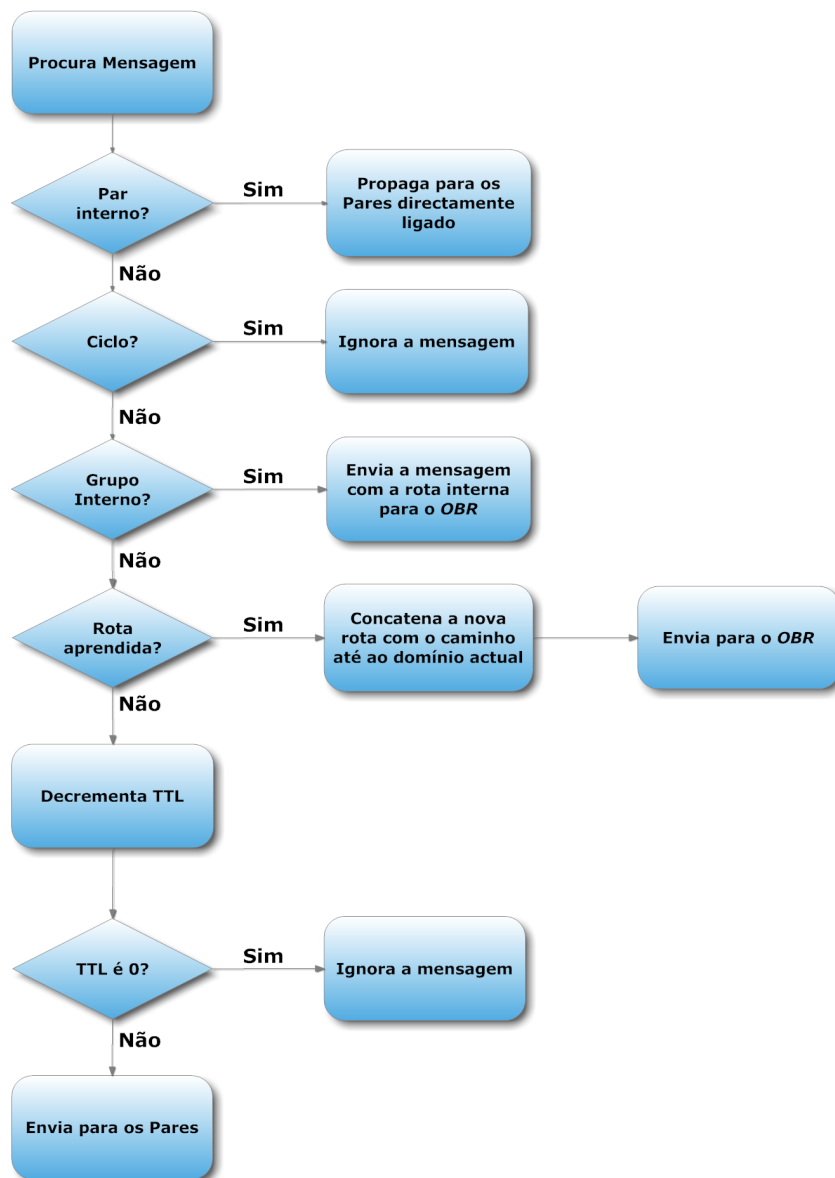 Procura Mensagem
Par
interno?
Sim
Propaga para os
Pares directamente
ligado
Não
Ciclo?
Sim
Ignora a mensagem
Não
Grupo
Interno?
Sim
Envia a mensagem
com a rota interna
para o OBR
Não
Rota
aprendida?
Sim
Concatena a nova
rota com o caminho
até ao domínio actual
Envia para o OBR
Não
Decrementa TTL
TTL é 0?
Sim
Ignora a mensagem
Não
Envia para os Pares